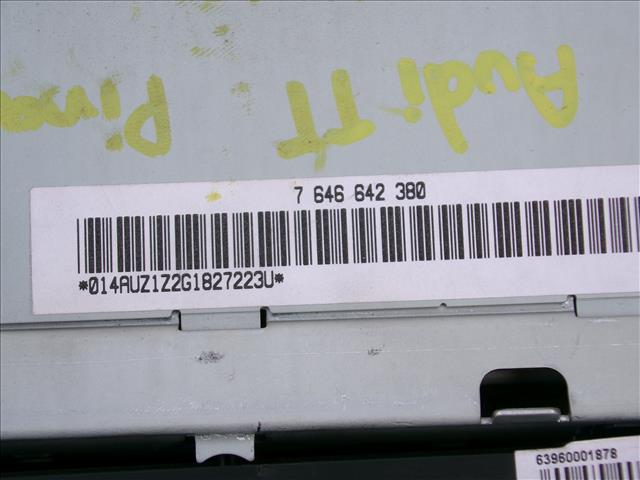 Audi TT
7 646 642 380
*014AUZ1Z2G1827223U*
63960001878